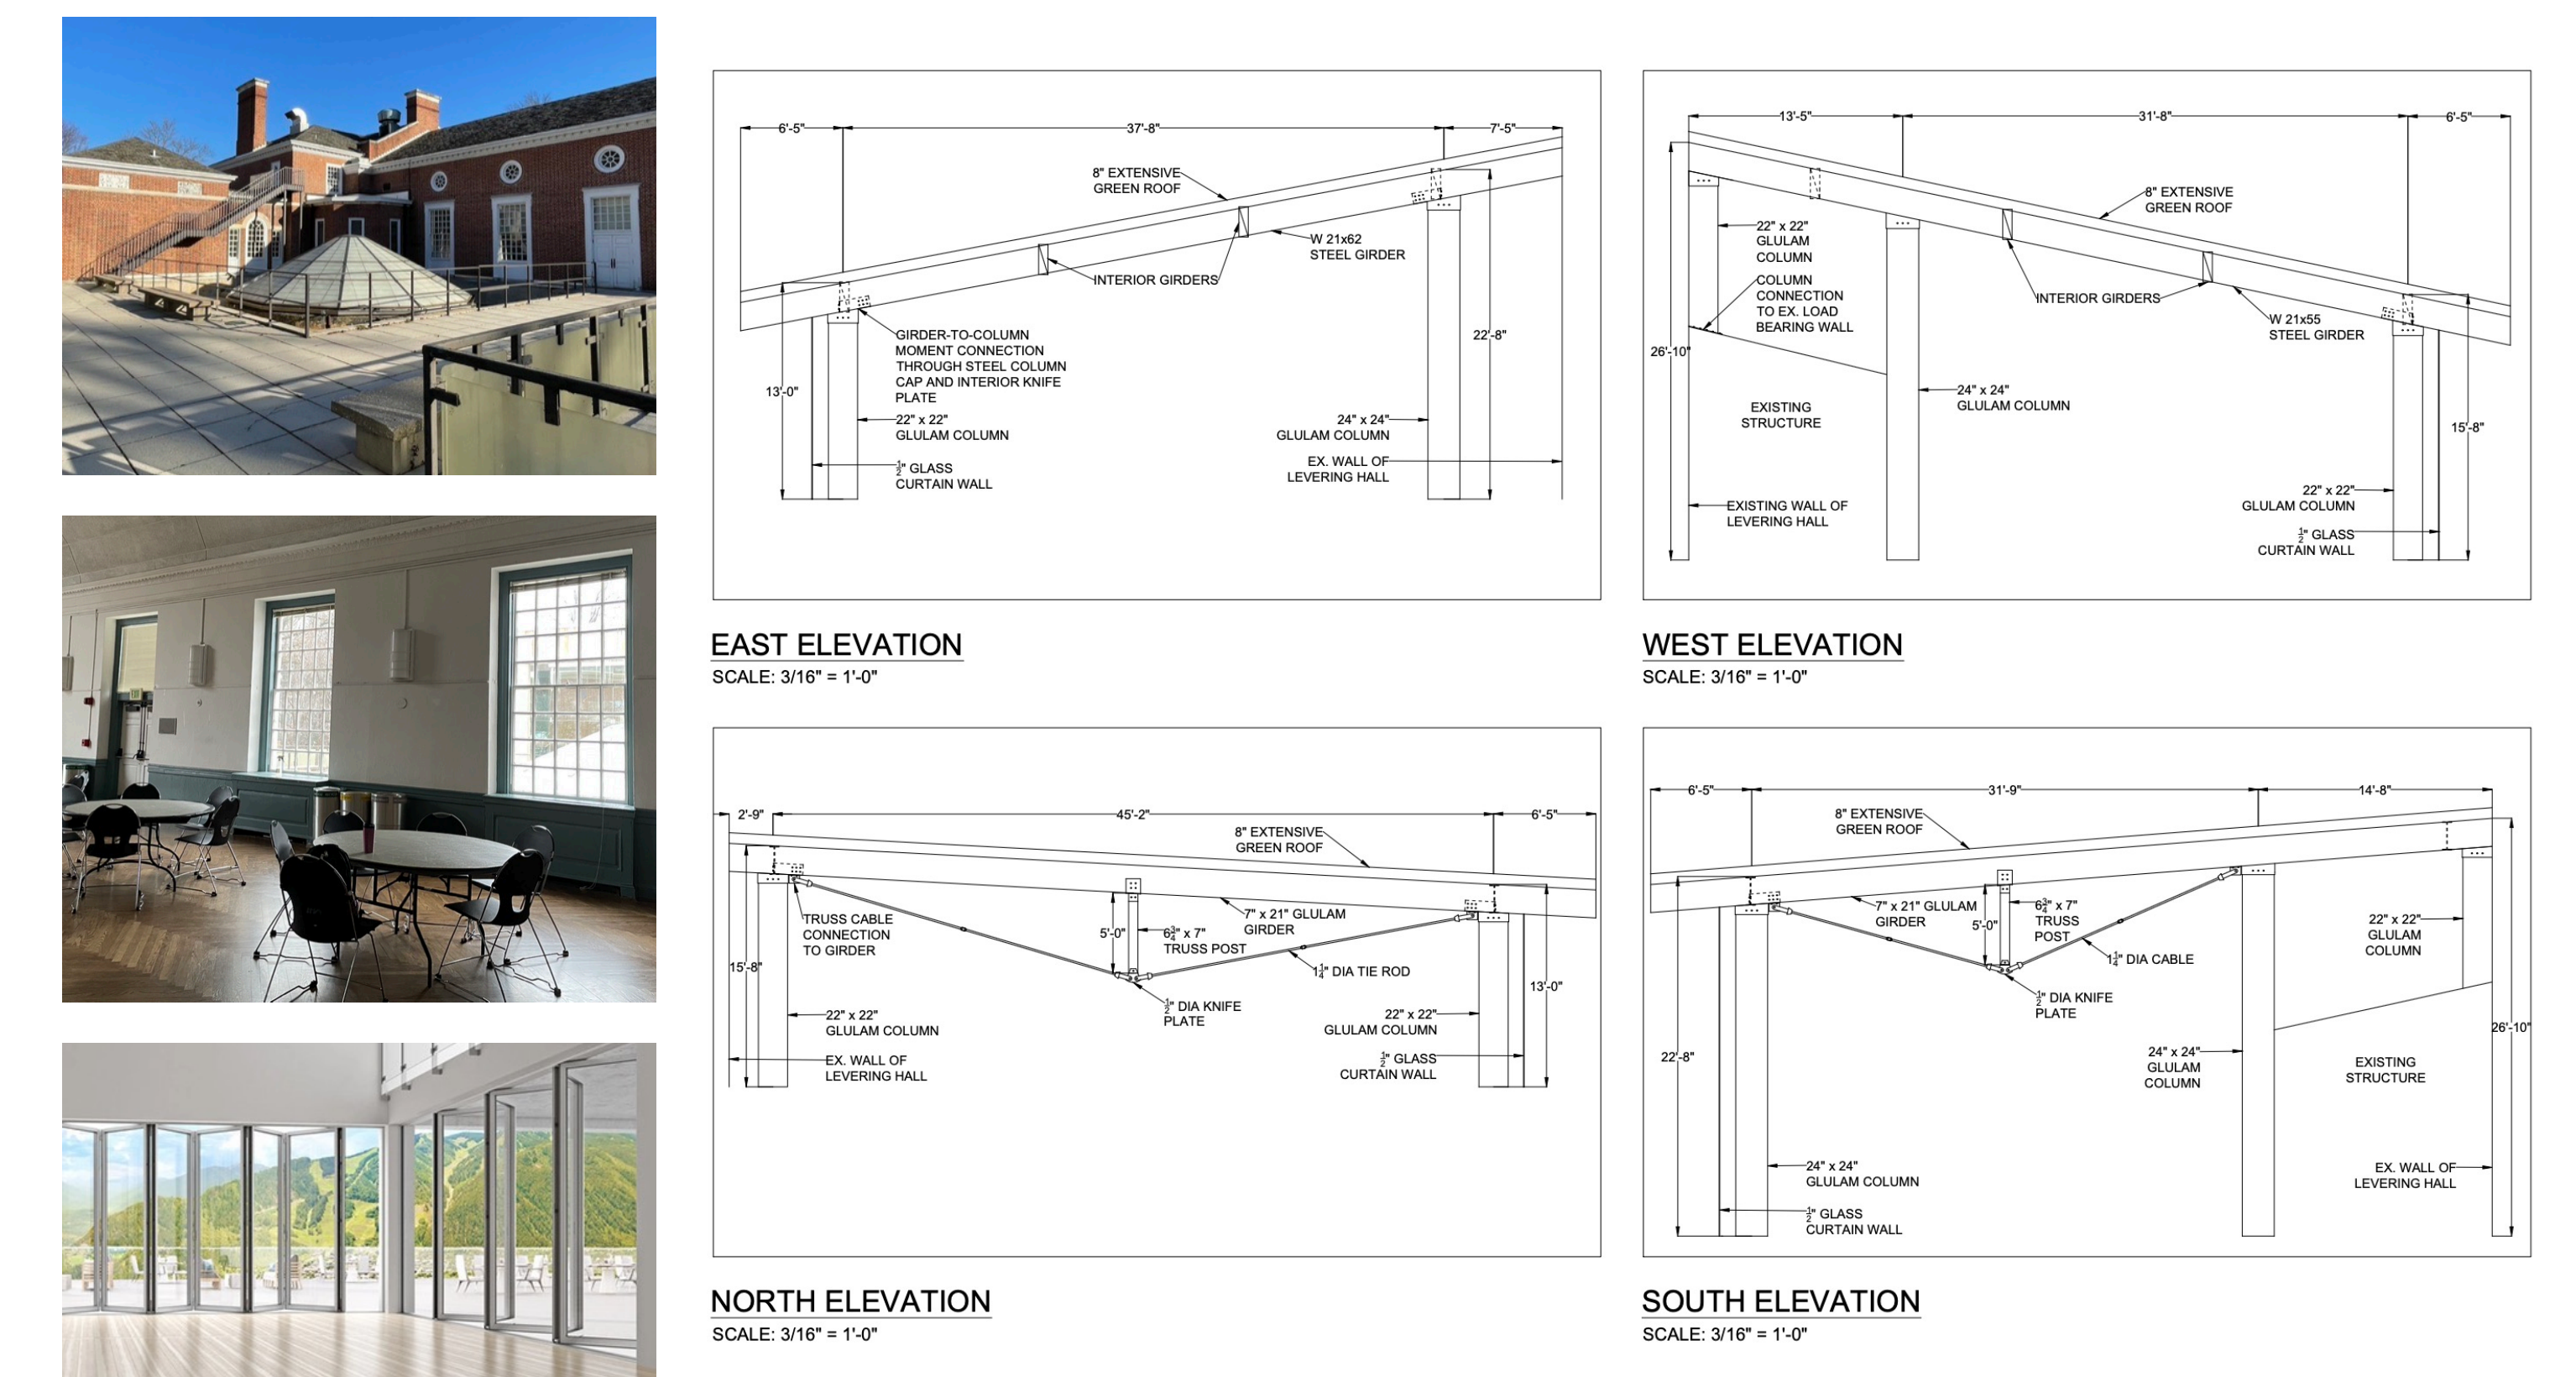 6'-5"
37'-8"
7'-5"
8" EXTENSIVE
GREEN ROOF
W 21x62
STEEL GIRDER
INTERIOR GIRDERS
GIRDER-TO-COLUMN
MOMENT CONNECTION
THROUGH STEEL COLUMN
CAP AND INTERIOR KNIFE
PLATE
22'-8"
13'-0"
22" x 22"
GLULAM COLUMN
24" x 24"
GLULAM COLUMN
1/2" GLASS
CURTAIN WALL
EX. WALL OF
LEVERING HALL
EAST ELEVATION
SCALE: 3/16" = 1'-0"
13'-5"
31'-8"
6'-5"
8" EXTENSIVE
GREEN ROOF
22" x 22"
GLULAM
COLUMN
COLUMN
CONNECTION
TO EX. LOAD
BEARING WALL
INTERIOR GIRDERS
W 21x55
STEEL GIRDER
26'-10"
24" x 24"
GLULAM COLUMN
EXISTING
STRUCTURE
15'-8"
22" x 22"
GLULAM COLUMN
EXISTING WALL OF
LEVERING HALL
1/2" GLASS
CURTAIN WALL
WEST ELEVATION
SCALE: 3/16" = 1'-0"
2'-9"
45'-2"
6'-5"
8" EXTENSIVE
GREEN ROOF
TRUSS CABLE
CONNECTION
TO GIRDER
7" x 21" GLULAM
GIRDER
5'-0"
6 3/4" x 7"
TRUSS POST
15'-8"
1 1/4" DIA TIE ROD
13'-0"
1/2" DIA KNIFE
PLATE
22" x 22"
GLULAM COLUMN
22" x 22"
GLULAM COLUMN
EX. WALL OF
LEVERING HALL
1/2" GLASS
CURTAIN WALL
NORTH ELEVATION
SCALE: 3/16" = 1'-0"
6'-5"
31'-9"
14'-8"
8" EXTENSIVE
GREEN ROOF
7" x 21" GLULAM
GIRDER
5'-0"
6 3/4" x 7"
TRUSS
POST
22" x 22"
GLULAM
COLUMN
1 1/4" DIA CABLE
1/2" DIA KNIFE
PLATE
26'-10"
22'-8"
24" x 24"
GLULAM
COLUMN
EXISTING
STRUCTURE
24" x 24"
GLULAM COLUMN
EX. WALL OF
LEVERING HALL
1/2" GLASS
CURTAIN WALL
SOUTH ELEVATION
SCALE: 3/16" = 1'-0"